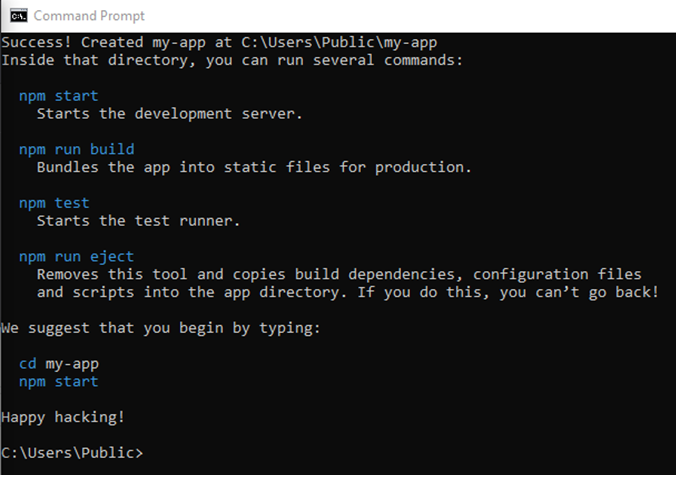 Command Prompt
Success! Created my-app at C:\Users\Public\my-app
Inside that directory, you can run several commands:
npm start
Starts the development server.
npm run build
Bundles the app into static files for production.
npm test
Starts the test runner.
npm run eject
Removes this tool and copies build dependencies, configuration files
and scripts into the app directory. If you do this, you can’t go back!
We suggest that you begin by typing:
cd my-app
npm start
Happy hacking!
C:\Users\Public>